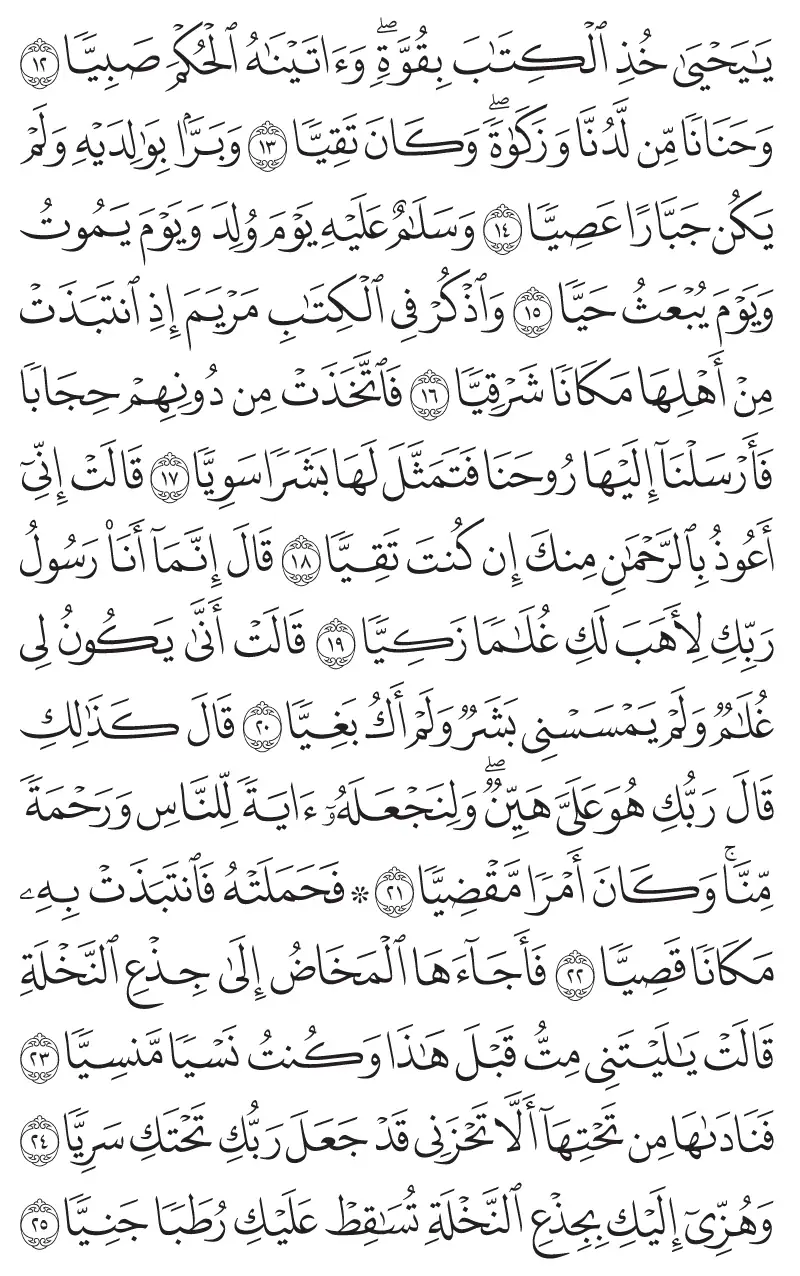 يَـٰيَحۡيَىٰ خُذِ ٱلۡكِتَـٰبَ بِقُوَّةࣲۖ وَءَاتَيۡنَـٰهُ ٱلۡحُكۡمَ صَبِيࣰّا ١٢
وَحَنَانࣰا مِّن لَّدُنَّا وَزَكَوٰةࣰۖ وَكَانَ تَقِيࣰّا ١٣ وَبَرَّۢا بِوَٰلِدَيۡهِ وَلَمۡ
يَكُن جَبَّارًا عَصِيࣰّا ١٤ وَسَلَـٰمٌ عَلَيۡهِ يَوۡمَ وُلِدَ وَيَوۡمَ يَمُوتُ
وَيَوۡمَ يُبۡعَثُ حَيࣰّا ١٥ وَٱذۡكُرۡ فِی ٱلۡكِتَـٰبِ مَرۡيَمَ إِذِ ٱنتَبَذَتۡ
مِنۡ أَهۡلِهَا مَكَانࣰا شَرۡقِيࣰّا ١٦ فَٱتَّخَذَتۡ مِن دُونِهِمۡ حِجَابࣰا
فَأَرۡسَلۡنَاۤ إِلَيۡهَا رُوحَنَا فَتَمَثَّلَ لَهَا بَشَرࣰا سَوِيࣰّا ١٧ قَالَتۡ إِنِّیۤ
أَعُوذُ بِٱلرَّحۡمَـٰنِ مِنكَ إِن كُنتَ تَقِيࣰّا ١٨ قَالَ إِنَّمَاۤ أَنَا۠ رَسُولُ
رَبِّكِ لِأَهَبَ لَكِ غُلَـٰمࣰا زَكِيࣰّا ١٩ قَالَتۡ أَنَّىٰ يَكُونُ لِی
غُلَـٰمࣱ وَلَمۡ يَمۡسَسۡنِی بَشَرࣱ وَلَمۡ أَكُ بَغِيࣰّا ٢٠ قَالَ كَذَٰلِكِ
قَالَ رَبُّكِ هُوَ عَلَیَّ هَيِّنࣱۖ وَلِنَجۡعَلَهُۥۤ ءَايَةࣰ لِّلنَّاسِ وَرَحۡمَةࣰ
مِّنَّاۚ وَكَانَ أَمۡرࣰا مَّقۡضِيࣰّا ٢١ ۞ فَحَمَلَتۡهُ فَٱنتَبَذَتۡ بِهِۦ
مَكَانࣰا قَصِيࣰّا ٢٢ فَأَجَاۤءَهَا ٱلۡمَخَاضُ إِلَىٰ جِذۡعِ ٱلنَّخۡلَةِ
قَالَتۡ يَـٰلَيۡتَنِی مِتُّ قَبۡلَ هَـٰذَا وَكُنتُ نَسۡيࣰا مَّنسِيࣰّا ٢٣
فَنَادَىٰهَا مِن تَحۡتِهَاۤ أَلَّا تَحۡزَنِی قَدۡ جَعَلَ رَبُّكِ تَحۡتَكِ سَرِيࣰّا ٢٤
وَهُزِّیۤ إِلَيۡكِ بِجِذۡعِ ٱلنَّخۡلَةِ تُسَـٰقِطۡ عَلَيۡكِ رُطَبࣰا جَنِيࣰّا ٢٥